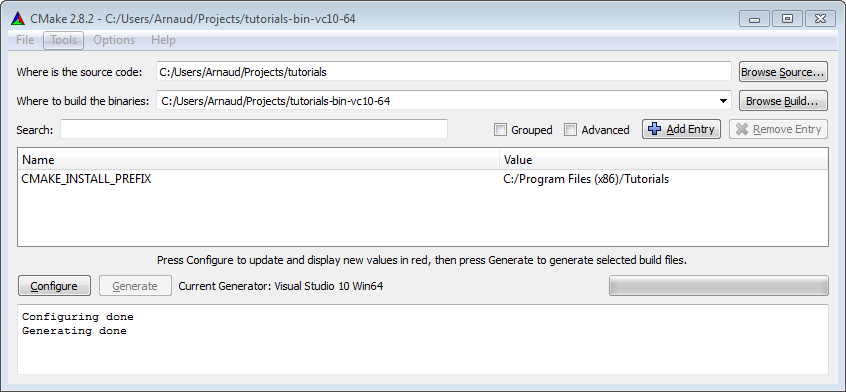 CMake 2.8.2 - C:/Users/Arnaud/Projects/tutorials-bin-vc10-64
File Tools Options Help
Where is the source code: C:/Users/Arnaud/Projects/tutorials Browse Source...
Where to build the binaries: C:/Users/Arnaud/Projects/tutorials-bin-vc10-64 Browse Build...
Search: Grouped Advanced Add Entry Remove Entry
Name Value
CMAKE_INSTALL_PREFIX C:/Program Files (x86)/Tutorials
Press Configure to update and display new values in red, then press Generate to generate selected build files.
Configure Generate Current Generator: Visual Studio 10 Win64
Configuring done
Generating done